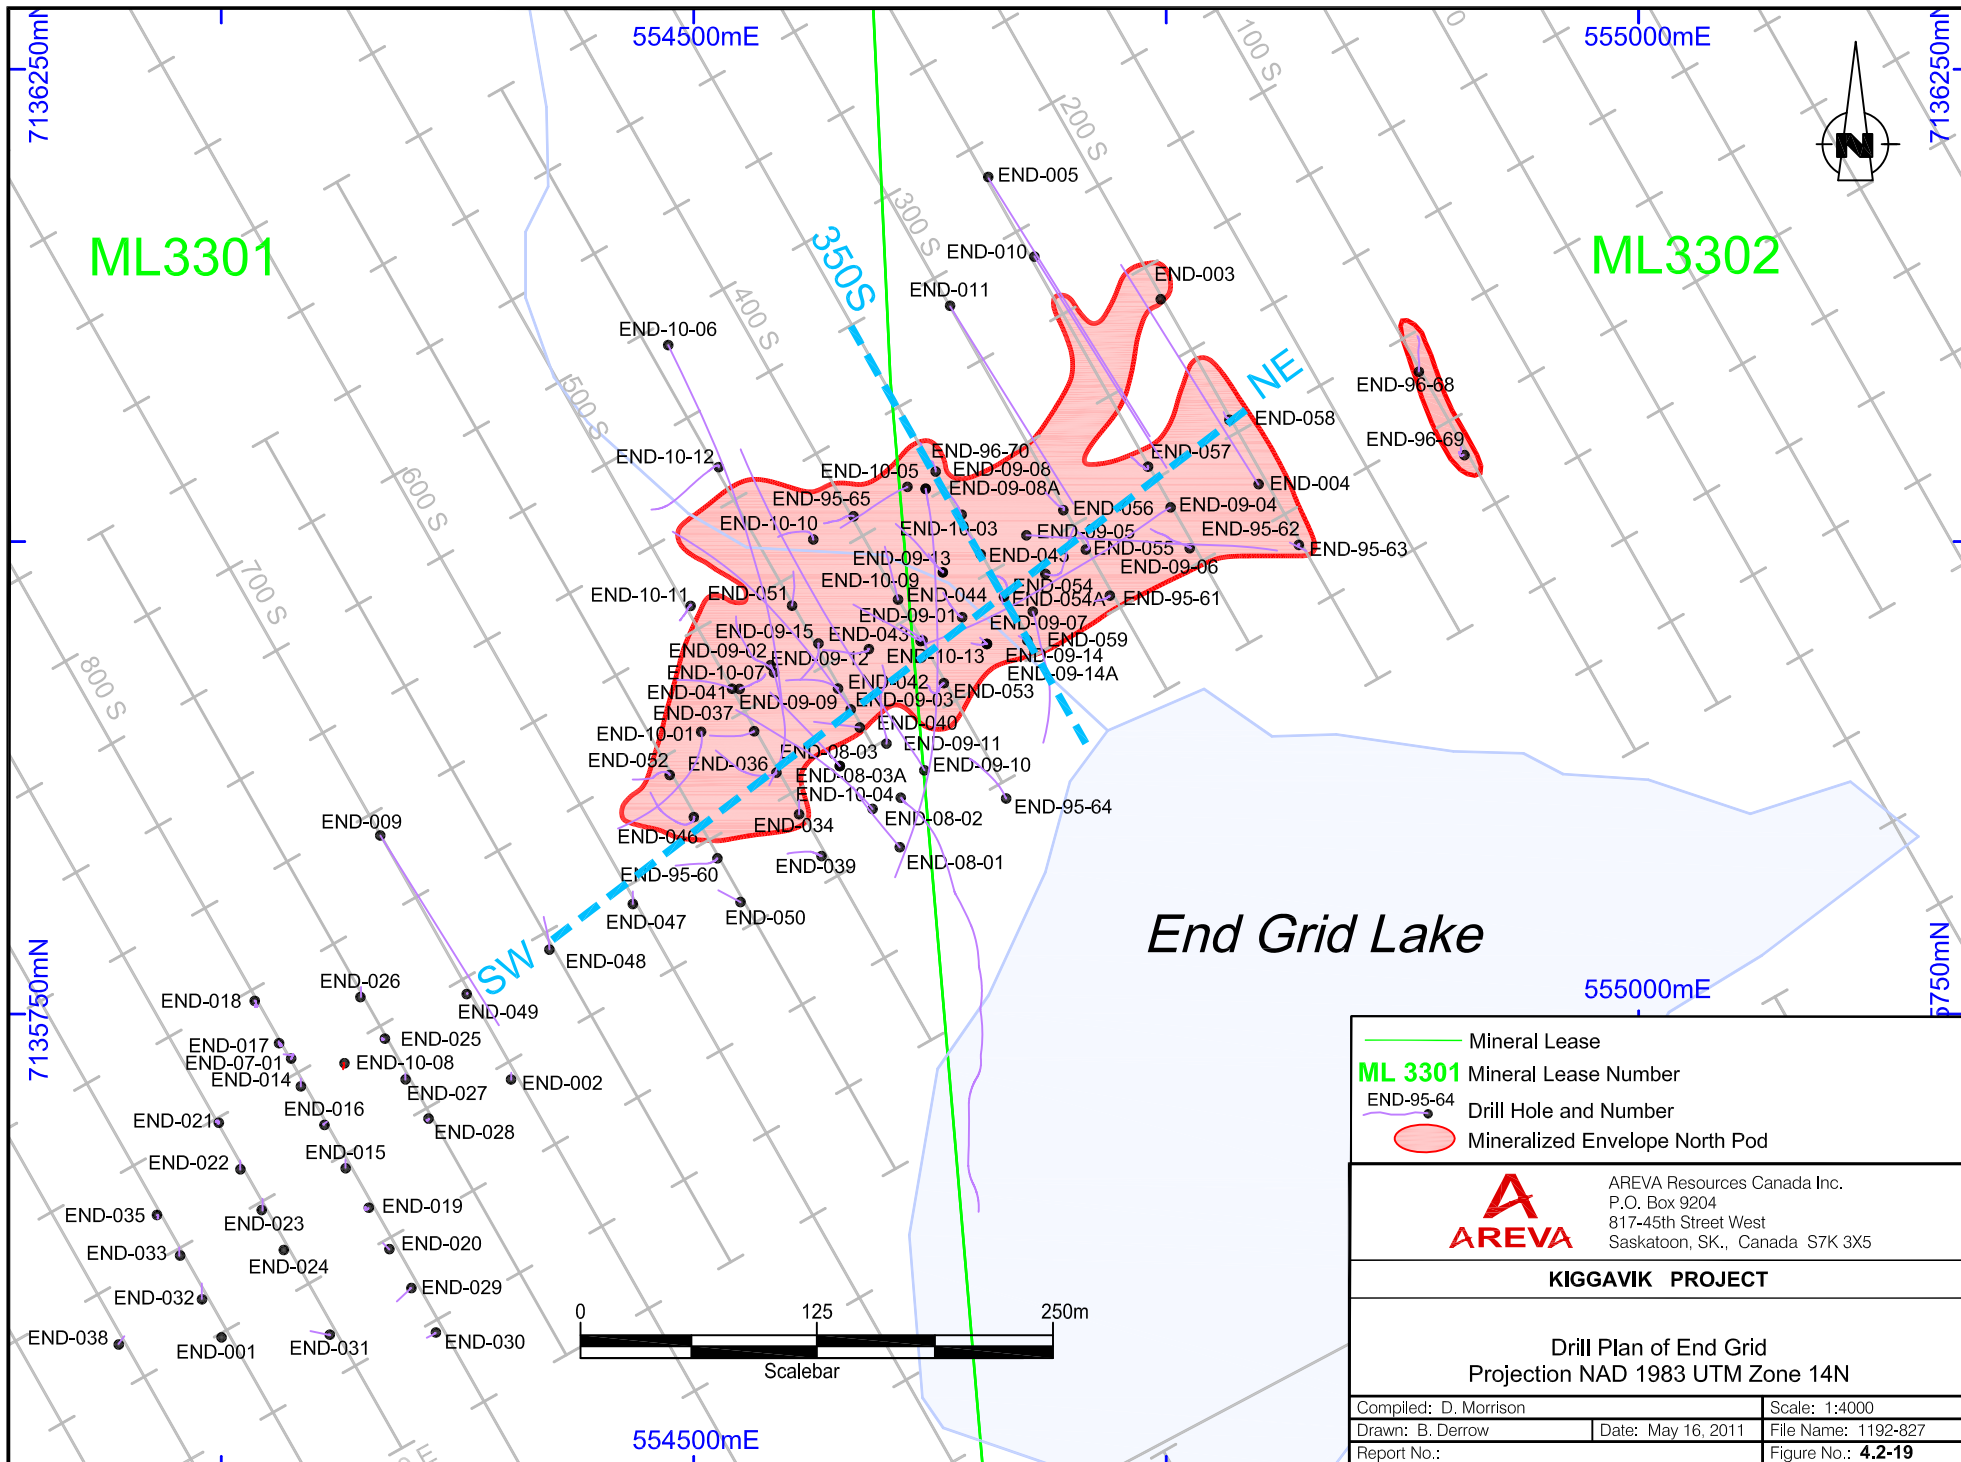 554500mE
555000mE
7136250mN
7136250mN
0
100 S
200 S
300 S
400 S
500 S
600 S
700 S
800 S
350S
NE
SW
ML3301
ML3302
END-005
END-010
END-003
END-011
END-10-06
END-96-68
END-96-69
END-058
END-10-12
END-96-70
END-10-05
END-09-08
END-057
END-95-65
END-09-08A
END-004
END-10-10
END-10-03
END-056
END-09-04
END-09-05
END-95-62
END-045
END-055
END-95-63
END-09-13
END-09-06
END-10-09
END-054
END-10-11
END-051
END-044
END-054A
END-95-61
END-09-01
END-09-07
END-09-15
END-043
END-059
END-09-02
END-09-12
END-10-13
END-09-14
END-10-07
END-09-14A
END-041
END-042
END-053
END-09-09
END-09-03
END-037
END-040
END-10-01
END-09-11
END-08-03
END-052
END-036
END-09-10
END-08-03A
END-10-04
END-95-64
END-08-02
END-034
END-046
END-009
END-039
END-08-01
END-95-60
END-047
END-050
END-048
End Grid Lake
END-026
END-018
END-049
555000mE
7135750mN
5750mN
END-017
END-025
END-07-01
END-10-08
END-014
END-002
END-027
END-016
END-021
END-028
END-015
END-022
END-019
END-035
END-023
END-033
END-020
END-024
END-032
END-029
END-038
END-001
END-031
END-030
0
125
250m
Scalebar
554500mE
E
Mineral Lease
ML 3301 Mineral Lease Number
END-95-64
Drill Hole and Number
Mineralized Envelope North Pod
AREVA
AREVA Resources Canada Inc.
P.O. Box 9204
817-45th Street West
Saskatoon, SK., Canada S7K 3X5
KIGGAVIK PROJECT
Drill Plan of End Grid
Projection NAD 1983 UTM Zone 14N
Compiled: D. Morrison
Scale: 1:4000
Drawn: B. Derrow
Date: May 16, 2011
File Name: 1192-827
Report No.:
Figure No.: 4.2-19
N